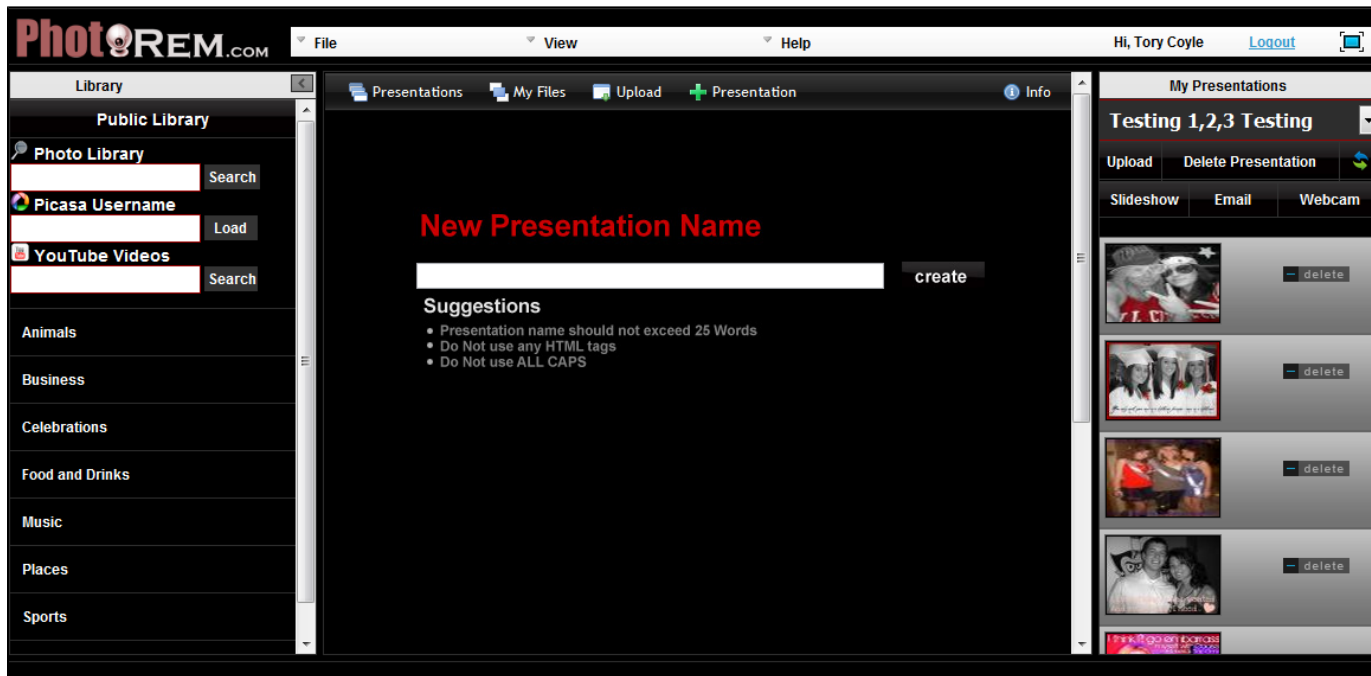 PhotoREM.com
File View Help
Hi, Tory Coyle Logout
Library
Public Library
Photo Library
Search
Picasa Username
Load
YouTube Videos
Search
Animals
Business
Celebrations
Food and Drinks
Music
Places
Sports
Presentations My Files Upload Presentation Info
New Presentation Name
create
Suggestions
Presentation name should not exceed 25 Words
Do Not use any HTML tags
Do Not use ALL CAPS
My Presentations
Testing 1,2,3 Testing
Upload Delete Presentation
Slideshow Email Webcam
delete
delete
delete
delete
I think I'll go embarrass